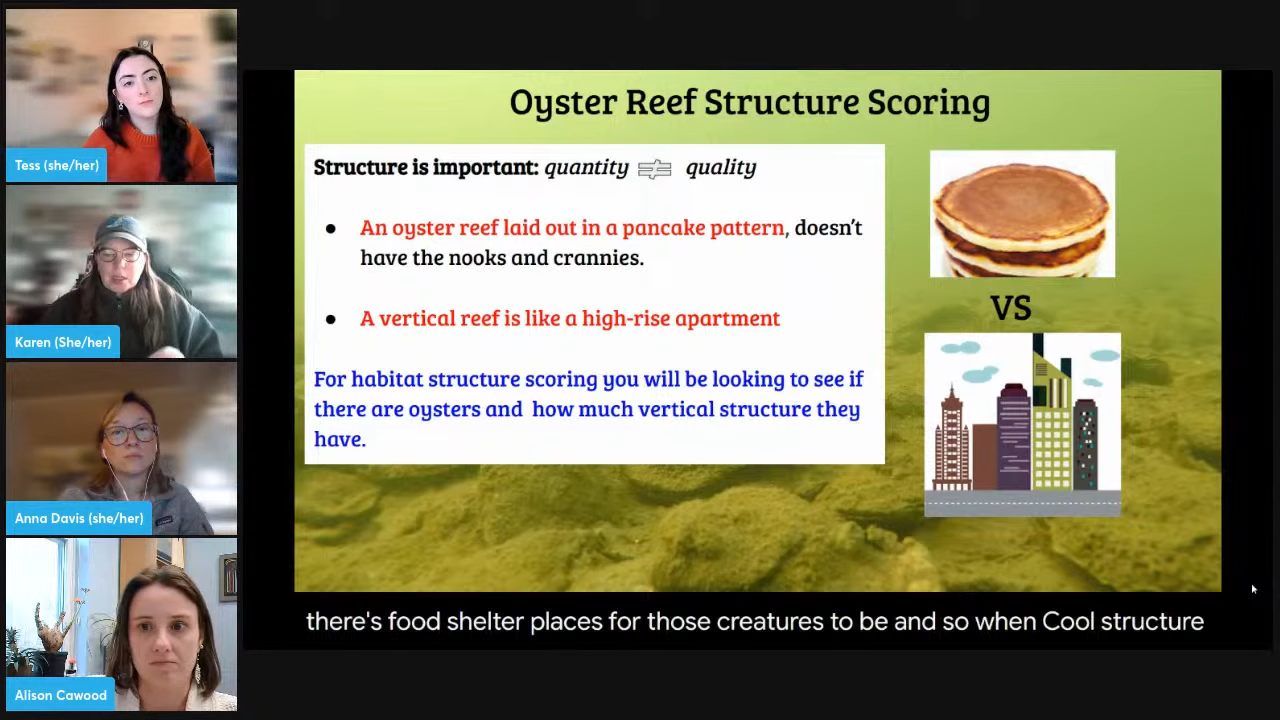 Tess (she/her)
Karen (She/her)
Anna Davis (she/her)
Alison Cawood
Oyster Reef Structure Scoring
Structure is important: quantity ≠ quality
● An oyster reef laid out in a pancake pattern, doesn't
have the nooks and crannies.
● A vertical reef is like a high-rise apartment
For habitat structure scoring you will be looking to see if
there are oysters and how much vertical structure they
have.
VS
there's food shelter places for those creatures to be and so when Cool structure